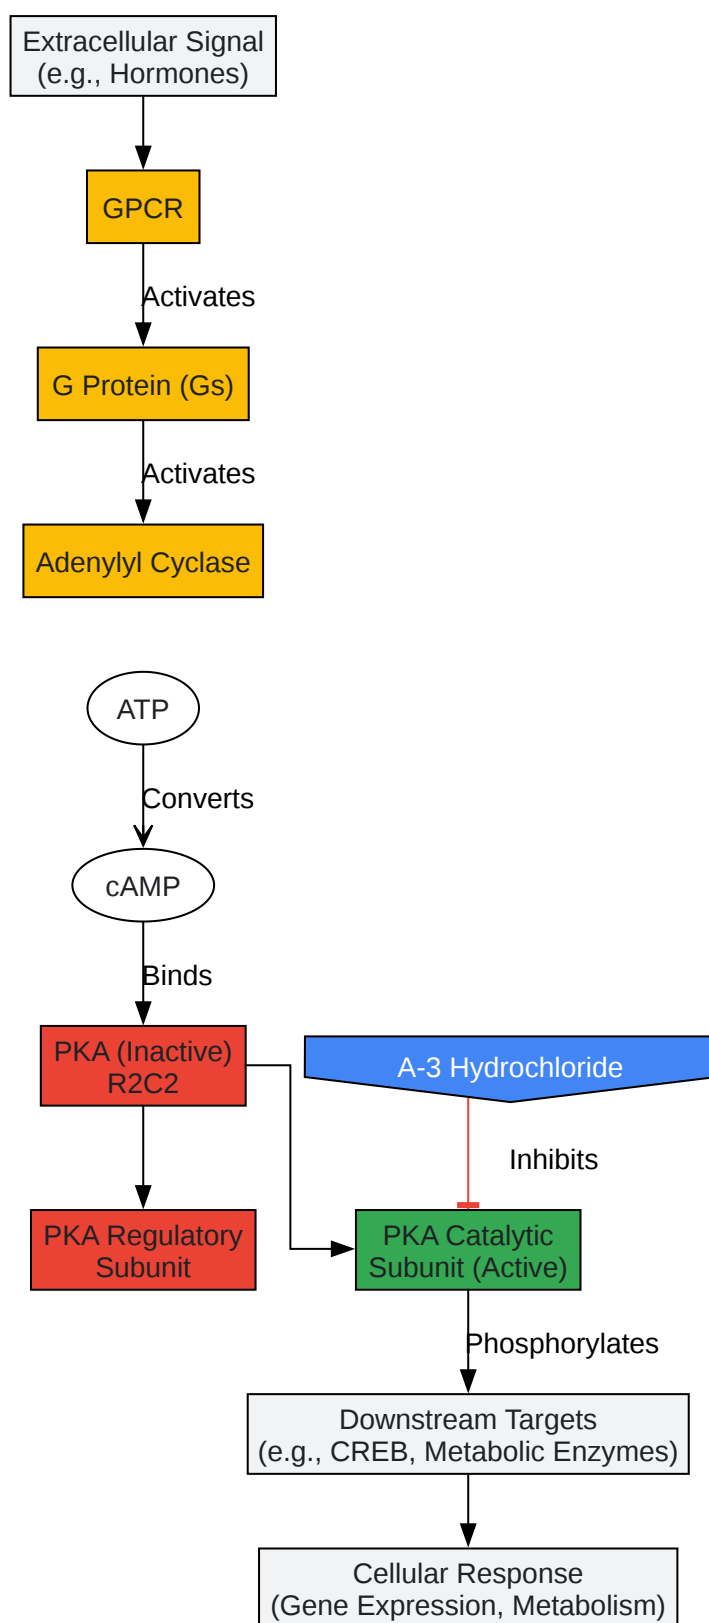 Extracellular Signal
(e.g., Hormones)
GPCR
Activates
G Protein (Gs)
Activates
Adenylyl Cyclase
ATP
Converts
cAMP
Binds
PKA (Inactive)
R2C2
A-3 Hydrochloride
Inhibits
PKA Regulatory
Subunit
PKA Catalytic
Subunit (Active)
Phosphorylates
Downstream Targets
(e.g., CREB, Metabolic Enzymes)
Cellular Response
(Gene Expression, Metabolism)